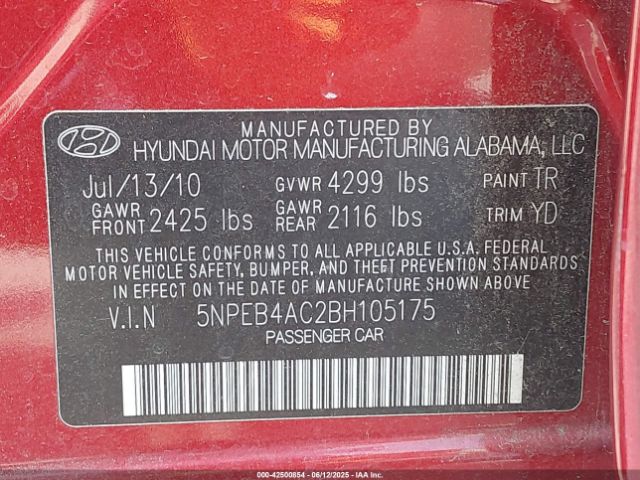 MANUFACTURED BY
HYUNDAI MOTOR MANUFACTURING ALABAMA, LLC
Jul/13/10 GVWR 4299 lbs PAINT TR
GAWR FRONT 2425 lbs GAWR REAR 2116 lbs TRIM YD
THIS VEHICLE CONFORMS TO ALL APPLICABLE U.S.A. FEDERAL
MOTOR VEHICLE SAFETY, BUMPER, AND THEFT PREVENTION
STANDARDS IN EFFECT ON THE DATE OF MANUFACTURE SHOWN ABOVE.
V.I.N 5NPEB4AC2BH105175
PASSENGER CAR
000-42500854 - 06/12/2025 - IAAI Inc.